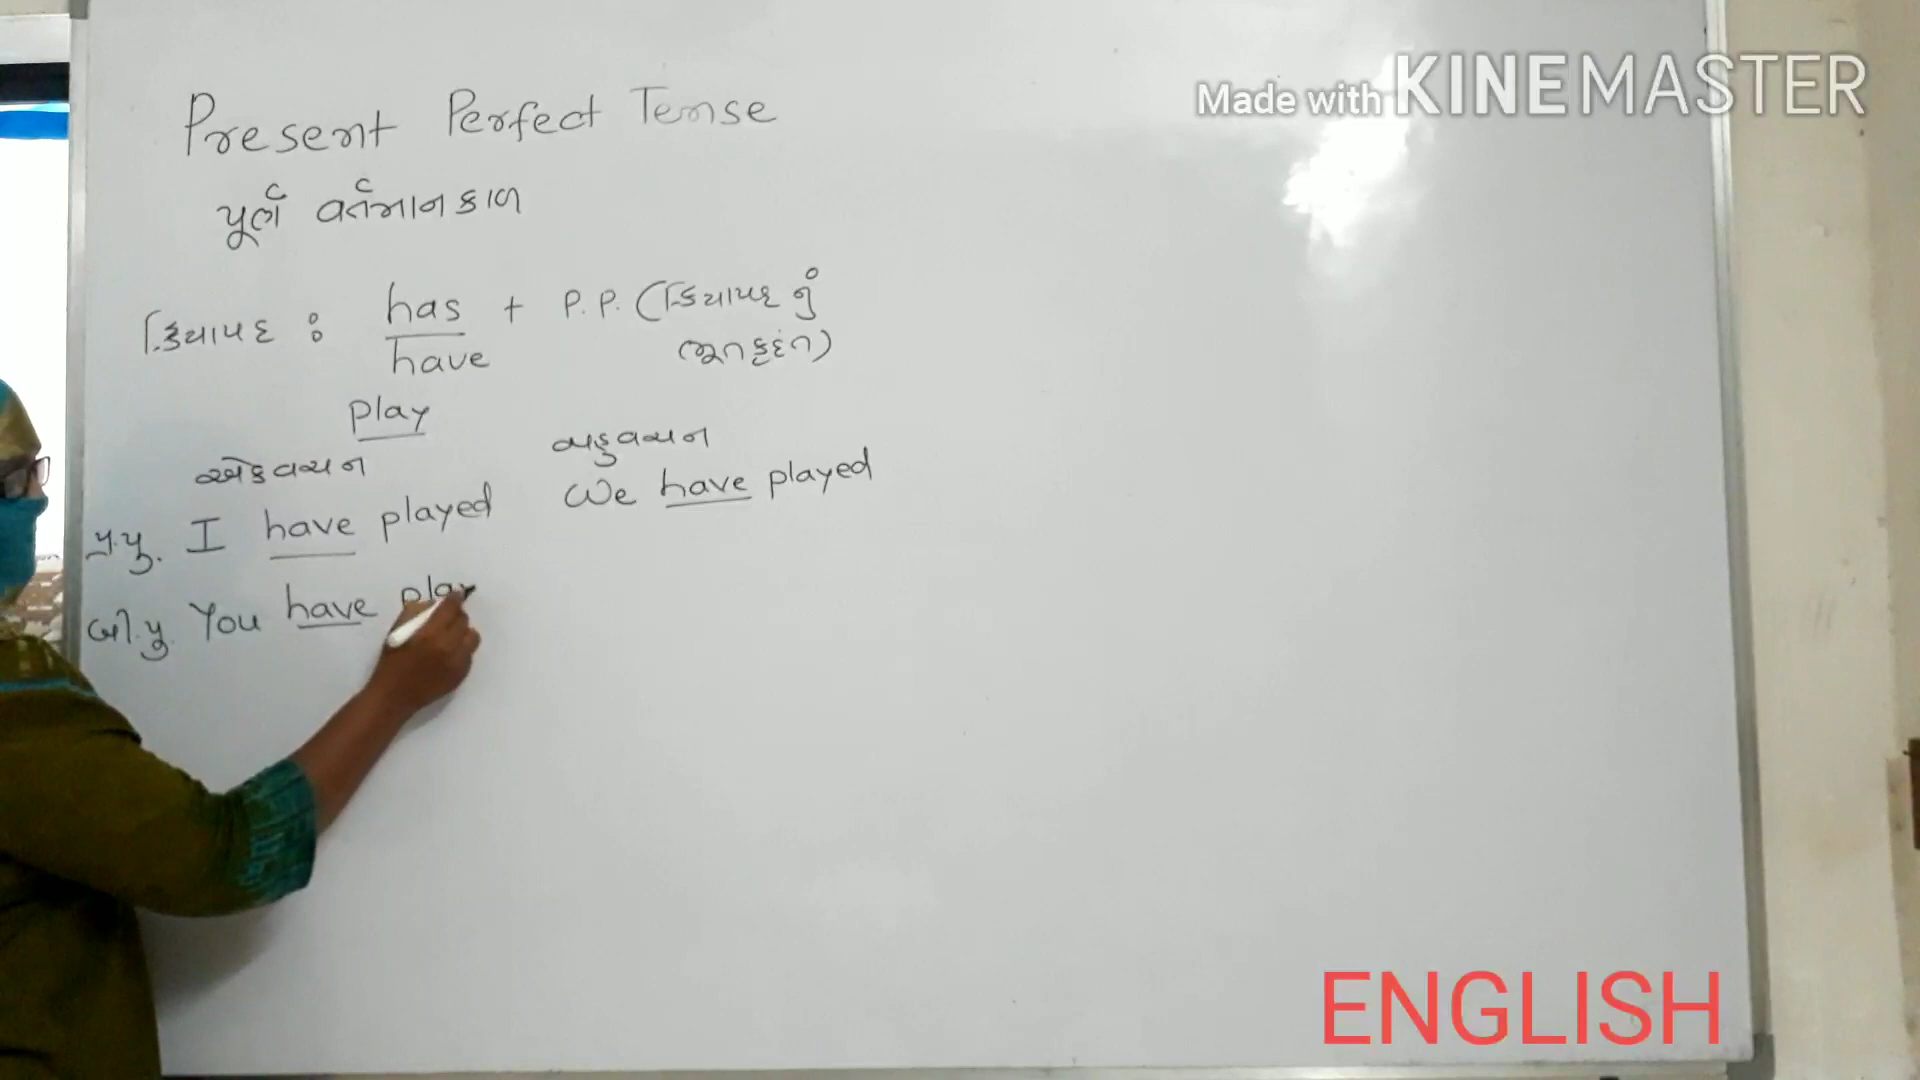 Made with KINEMASTER
Present Perfect Tense
પૂર્ણ વર્તમાનકાળ
ક્રિયાપદ : has + P.P. (ક્રિયાપદ નું
have ભૂતકૃદંત)
play
એકવચન બહુવચન
પ્ર.પુ. I have played We have played
બી.પુ. You have play
ENGLISH